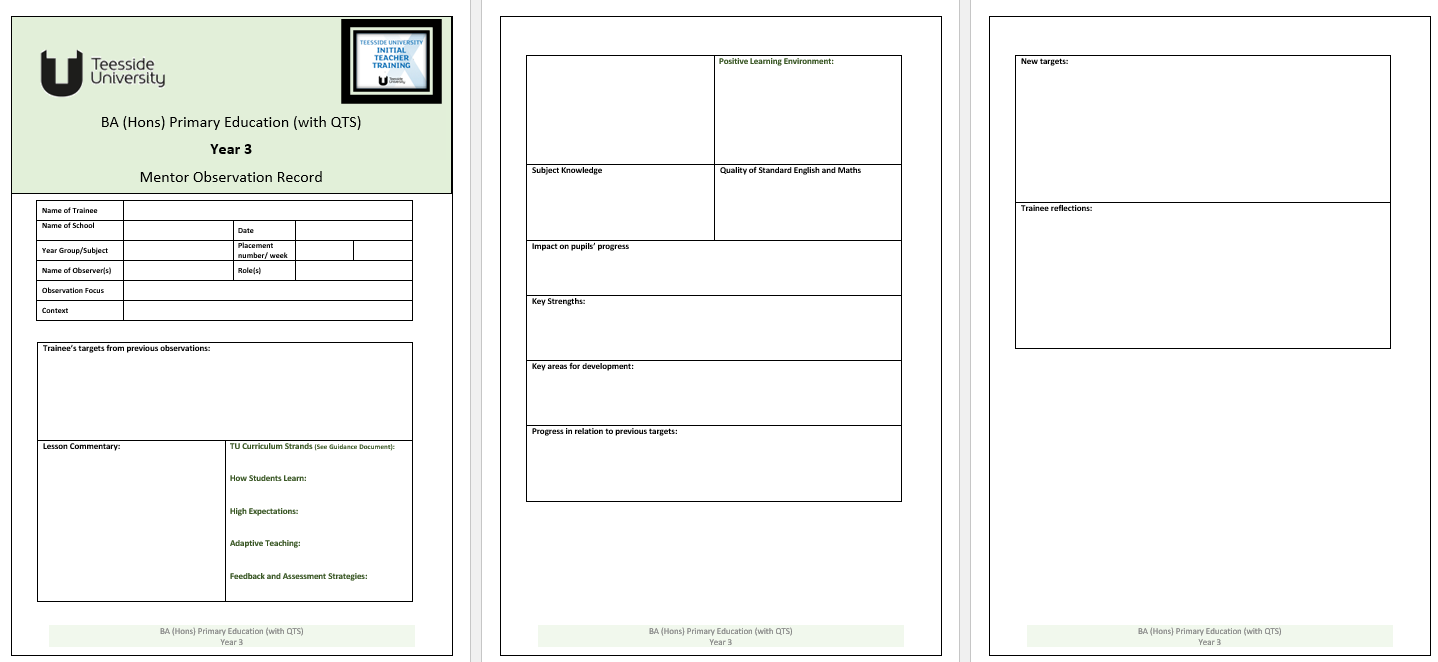 Teesside
University
TEESSIDE UNIVERSITY
INITIAL
TEACHER
TRAINING
Teesside
University
BA (Hons) Primary Education (with QTS)
Year 3
Mentor Observation Record
Name of Trainee
Name of School
Date
Year Group/Subject
Placement
number/ week
Name of Observer(s)
Role(s)
Observation Focus
Context
Trainee’s targets from previous observations:
Lesson Commentary:
TU Curriculum Strands (See Guidance Document):
How Students Learn:
High Expectations:
Adaptive Teaching:
Feedback and Assessment Strategies:
BA (Hons) Primary Education (with QTS)
Year 3
Positive Learning Environment:
Subject Knowledge
Quality of Standard English and Maths
Impact on pupils’ progress
Key Strengths:
Key areas for development:
Progress in relation to previous targets:
BA (Hons) Primary Education (with QTS)
Year 3
New targets:
Trainee reflections:
BA (Hons) Primary Education (with QTS)
Year 3